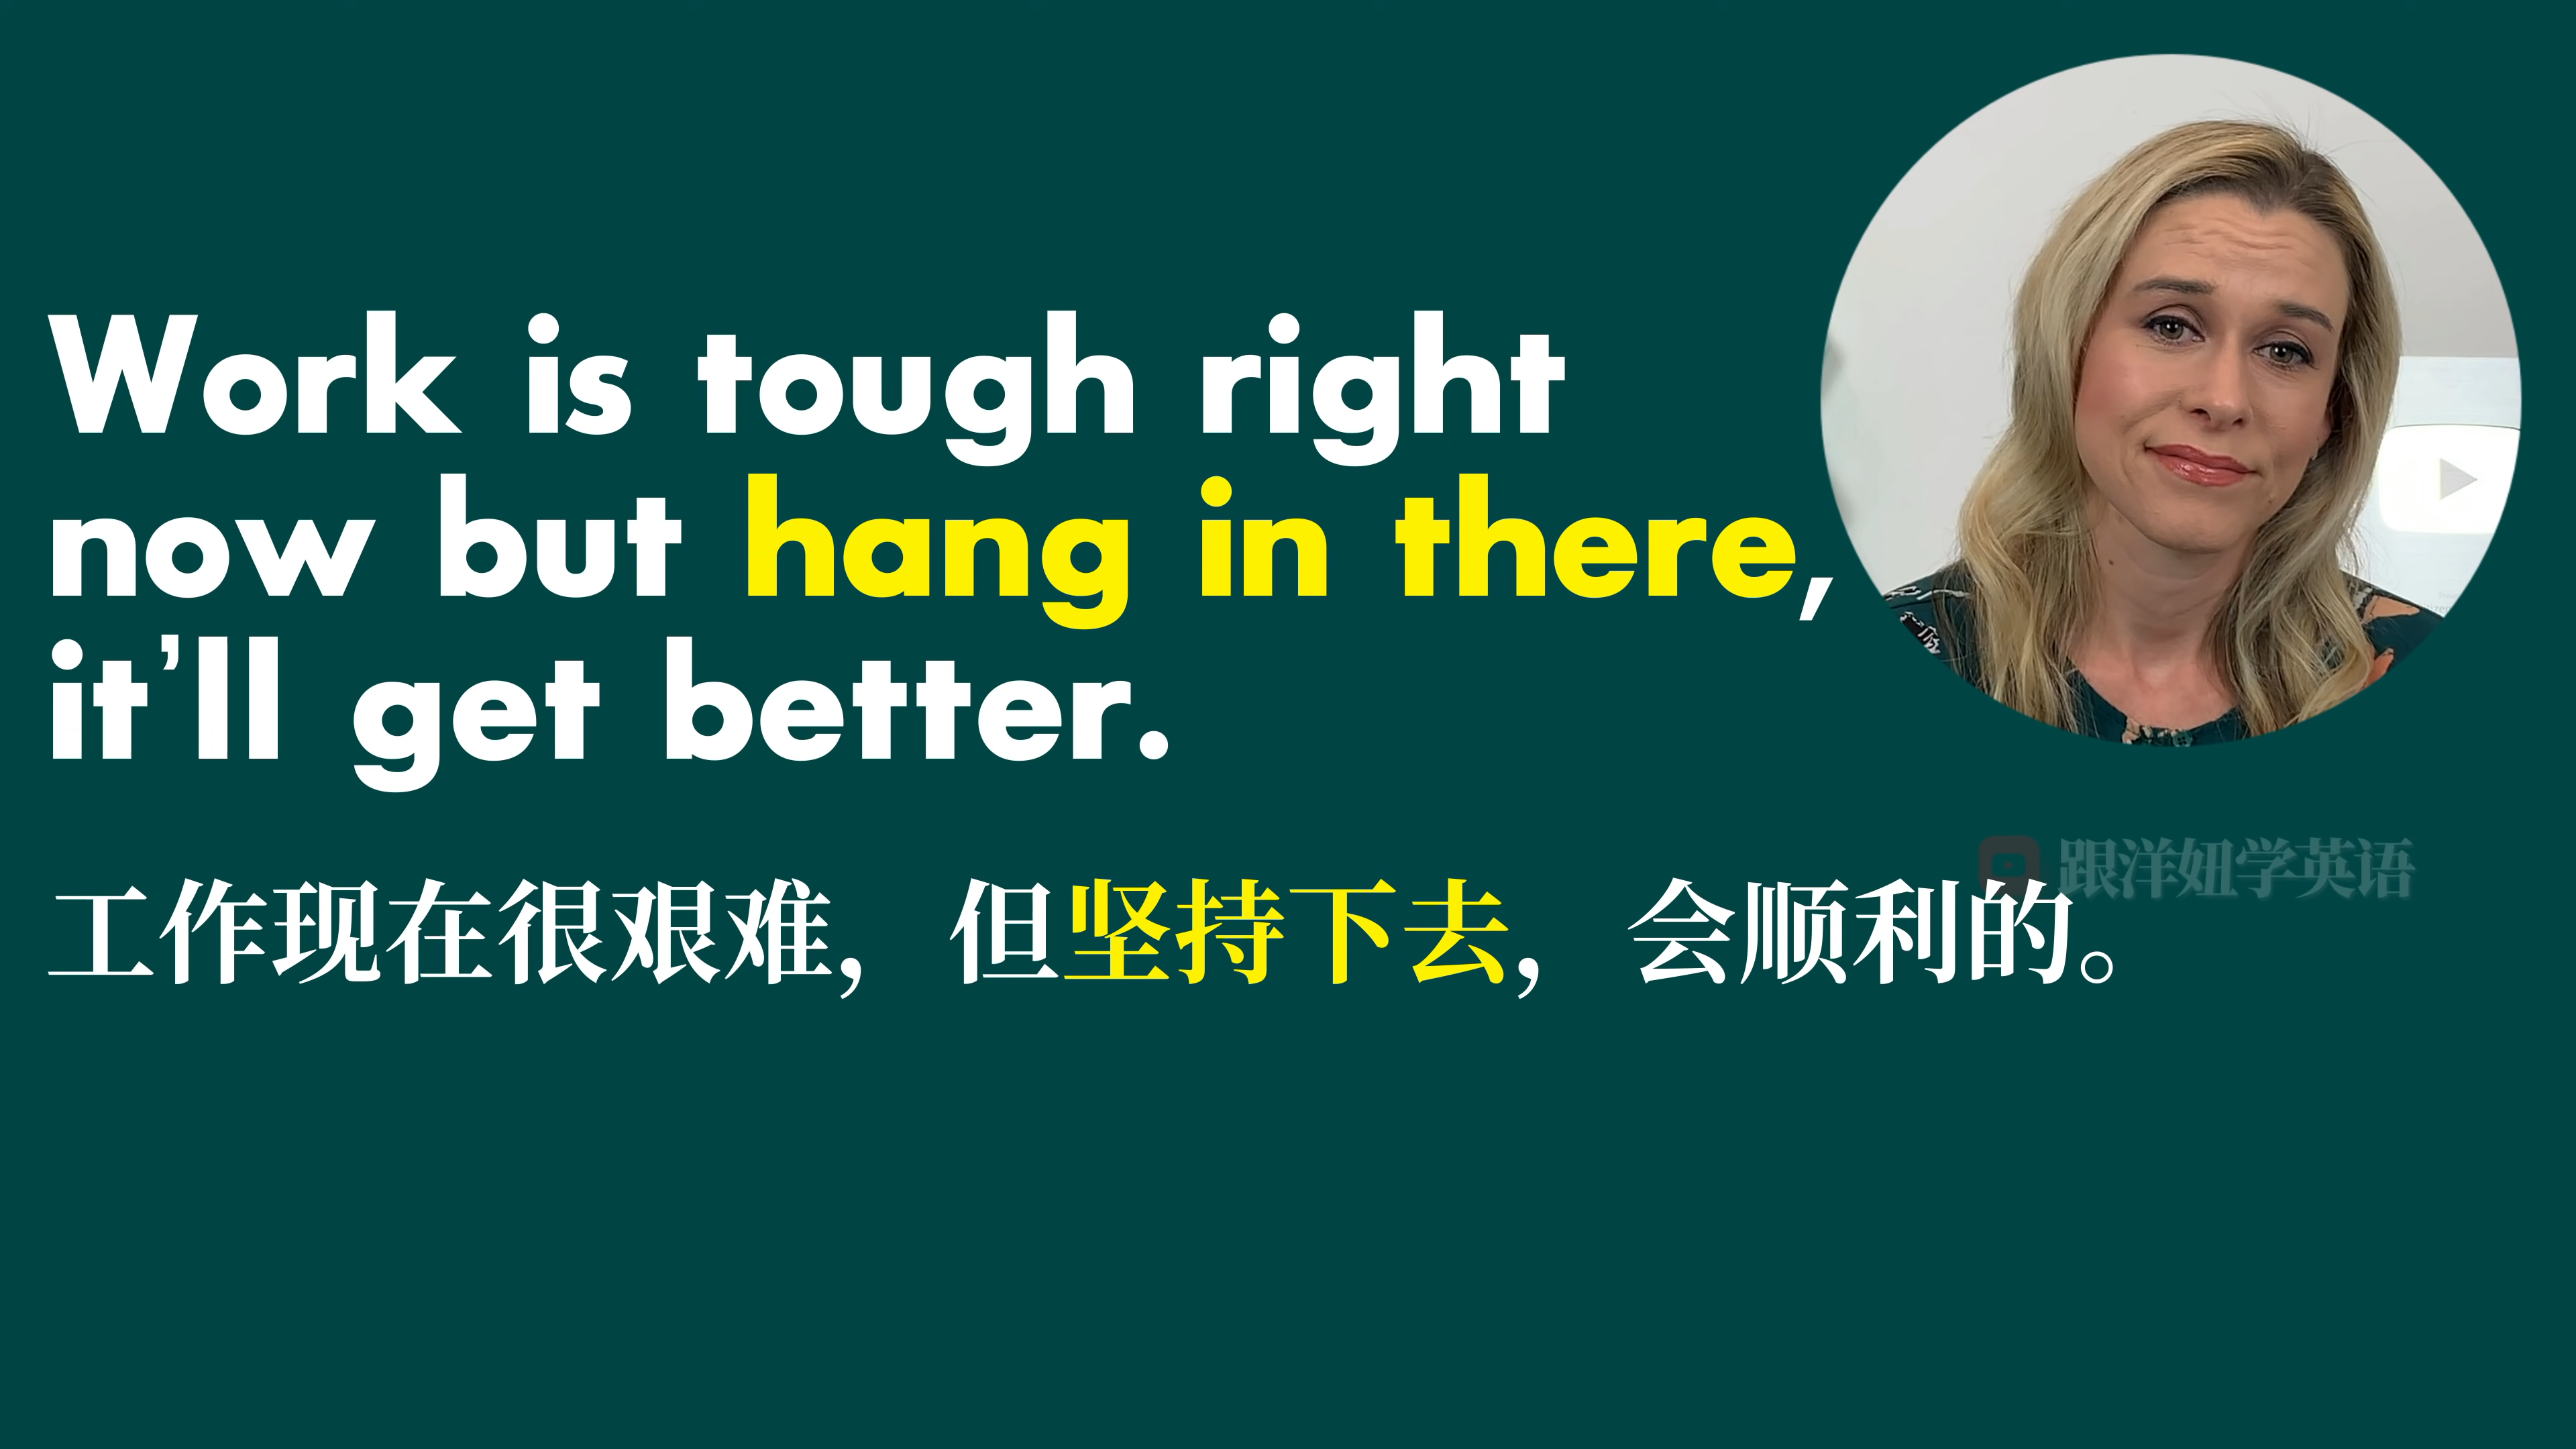 Work is tough right
now but hang in there,
it’ll get better.
跟洋妞学英语
工作现在很艰难，但坚持下去，会顺利的。